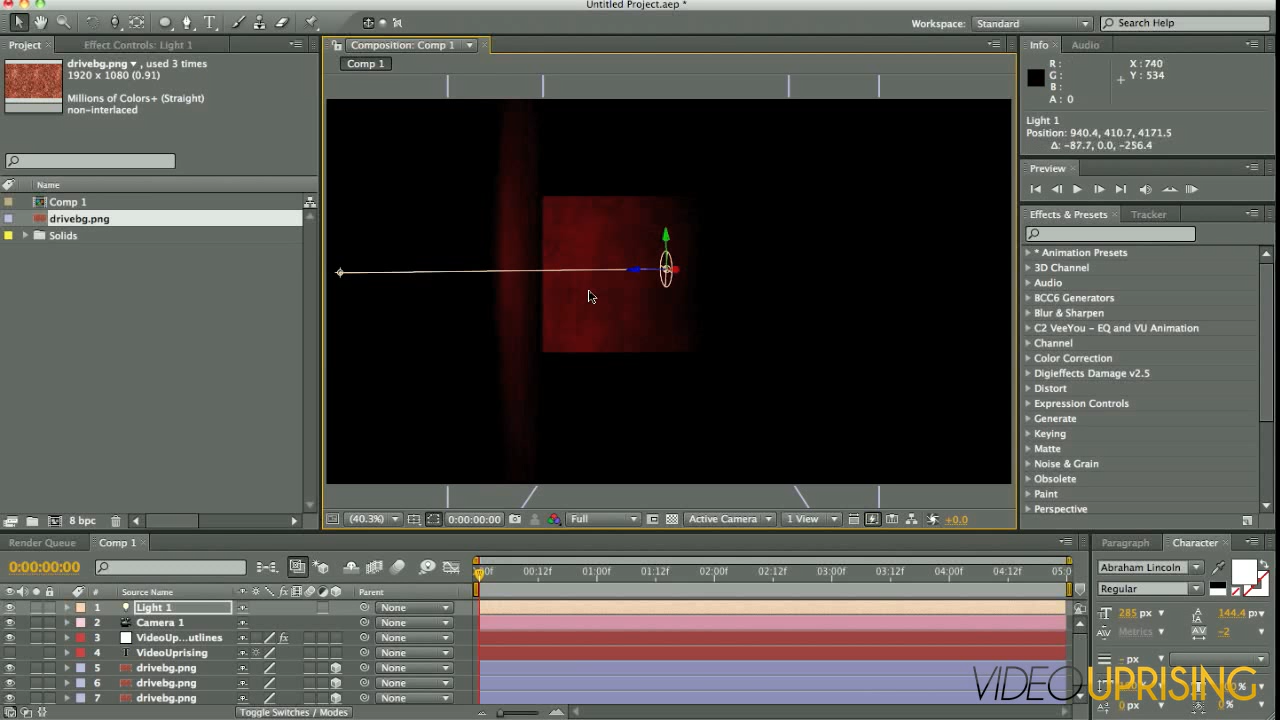 Untitled Project.aep *
Workspace: Standard
Search Help
Project
Effect Controls: Light 1
Composition: Comp 1
Info
Audio
drivebg.png ▾, used 3 times
1920 x 1080 (0.91)
Millions of Colors+ (Straight)
non-interlaced
Comp 1
R :
G :
B :
A : 0
X : 740
Y : 534
Light 1
Position: 940.4, 410.7, 4171.5
Δ: -87.7, 0.0, -256.4
Preview
Effects & Presets
Tracker
Name
Comp 1
drivebg.png
Solids
* Animation Presets
3D Channel
Audio
BCC6 Generators
Blur & Sharpen
C2 VeeYou - EQ and VU Animation
Channel
Color Correction
Digieffects Damage v2.5
Distort
Expression Controls
Generate
Keying
Matte
Noise & Grain
Obsolete
Paint
Perspective
8 bpc
(40.3%)
0:00:00:00
Full
Active Camera
1 View
+0.0
Render Queue
Comp 1
Paragraph
Character
0:00:00:00
00:12f
01:00f
01:12f
02:00f
02:12f
03:00f
03:12f
04:00f
04:12f
05:0
Abraham Lincoln
Regular
# Source Name
Parent
1 Light 1 None
2 Camera 1 None
3 VideoUp...utlines fx None
4 T VideoUprising None
5 drivebg.png None
6 drivebg.png None
7 drivebg.png None
285 px
144.4 px
Metrics
-2
- px
0 px
0 %
VIDEOUPRISING
Toggle Switches / Modes